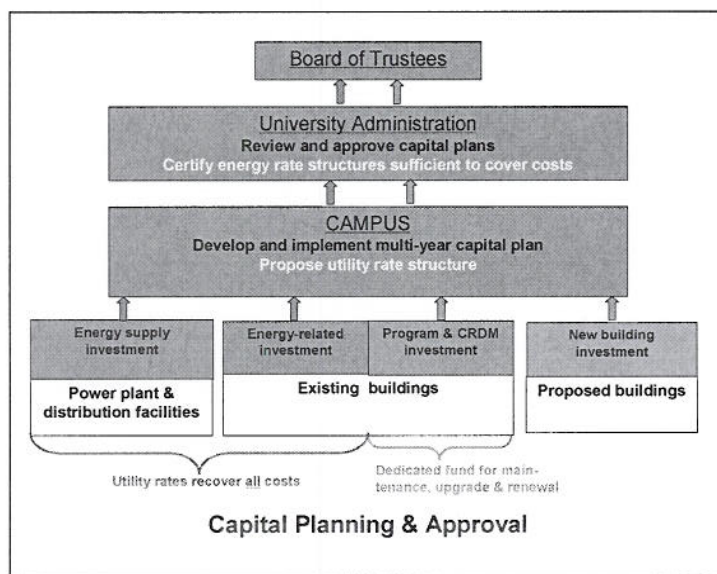 Board of Trustees
University Administration
Review and approve capital plans
Certify energy rate structures sufficient to cover costs
CAMPUS
Develop and implement multi-year capital plan
Propose utility rate structure
Energy supply
investment
Energy-related
investment
Program & CRDM
investment
New building
investment
Power plant &
distribution facilities
Existing buildings
Proposed buildings
Utility rates recover all costs
Dedicated fund for main-
tenance, upgrade & renewal
Capital Planning & Approval